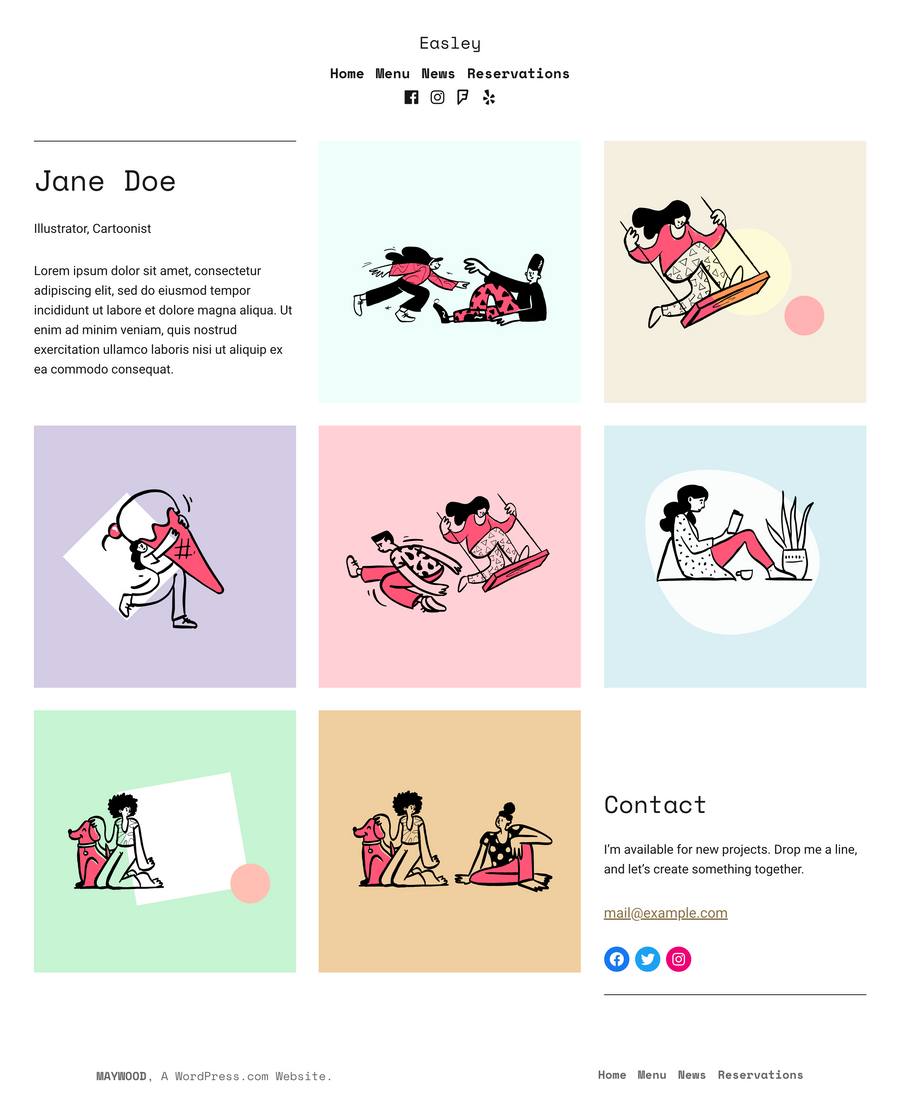 Easley
Home Menu News Reservations
Jane Doe
Illustrator, Cartoonist
Lorem ipsum dolor sit amet, consectetur
adipiscing elit, sed do eiusmod tempor
incididunt ut labore et dolore magna aliqua. Ut
enim ad minim veniam, quis nostrud
exercitation ullamco laboris nisi ut aliquip ex
ea commodo consequat.
Contact
I’m available for new projects. Drop me a line,
and let’s create something together.
mail@example.com
MAYWOOD, A WordPress.com Website.
Home Menu News Reservations